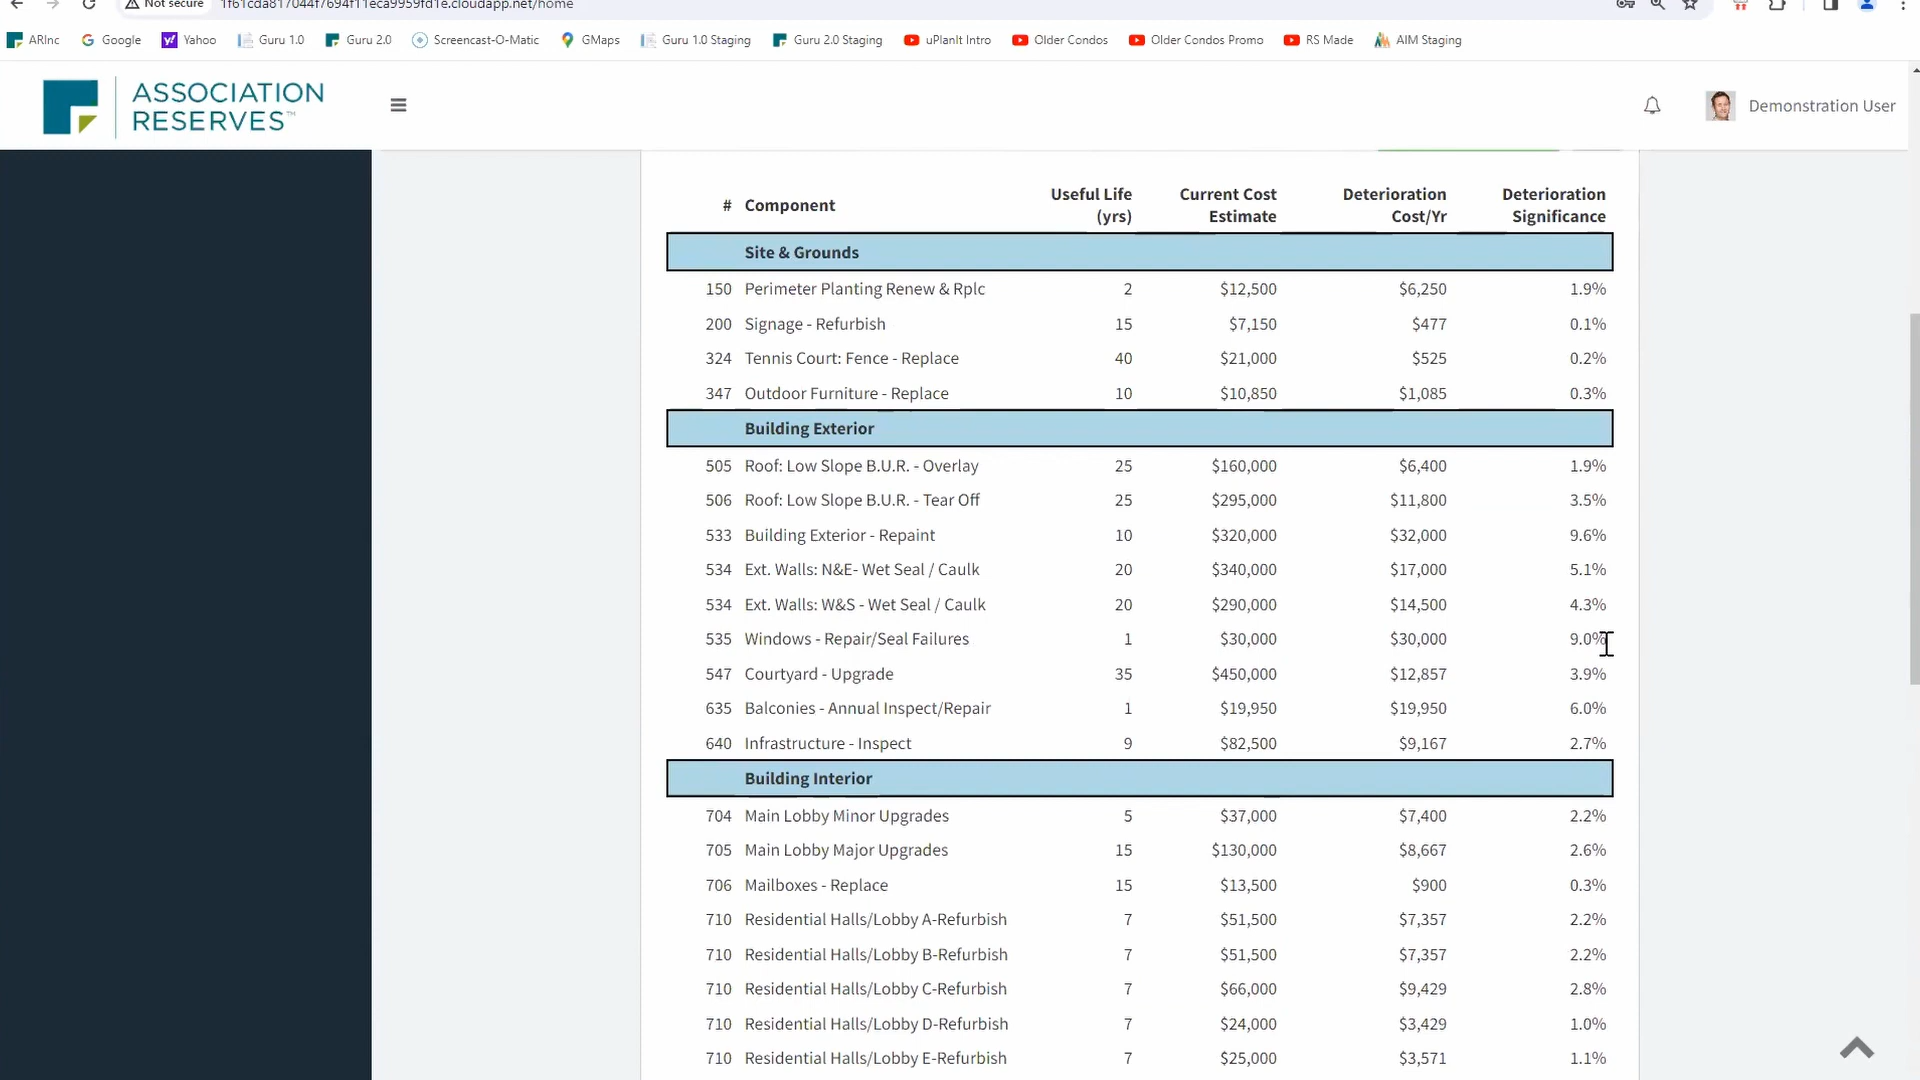 Not secure 1f61cda817044f7694f11eca9959fd1e.cloudapp.net/home
ARInc Google Yahoo Guru 1.0 Guru 2.0 Screencast-O-Matic GMaps Guru 1.0 Staging Guru 2.0 Staging uPlanIt Intro Older Condos Older Condos Promo RS Made AIM Staging
ASSOCIATION
RESERVES™
Demonstration User
# Component Useful Life (yrs) Current Cost Estimate Deterioration Cost/Yr Deterioration Significance
Site & Grounds
150 Perimeter Planting Renew & Rplc 2 $12,500 $6,250 1.9%
200 Signage - Refurbish 15 $7,150 $477 0.1%
324 Tennis Court: Fence - Replace 40 $21,000 $525 0.2%
347 Outdoor Furniture - Replace 10 $10,850 $1,085 0.3%
Building Exterior
505 Roof: Low Slope B.U.R. - Overlay 25 $160,000 $6,400 1.9%
506 Roof: Low Slope B.U.R. - Tear Off 25 $295,000 $11,800 3.5%
533 Building Exterior - Repaint 10 $320,000 $32,000 9.6%
534 Ext. Walls: N&E- Wet Seal / Caulk 20 $340,000 $17,000 5.1%
534 Ext. Walls: W&S - Wet Seal / Caulk 20 $290,000 $14,500 4.3%
535 Windows - Repair/Seal Failures 1 $30,000 $30,000 9.0%
547 Courtyard - Upgrade 35 $450,000 $12,857 3.9%
635 Balconies - Annual Inspect/Repair 1 $19,950 $19,950 6.0%
640 Infrastructure - Inspect 9 $82,500 $9,167 2.7%
Building Interior
704 Main Lobby Minor Upgrades 5 $37,000 $7,400 2.2%
705 Main Lobby Major Upgrades 15 $130,000 $8,667 2.6%
706 Mailboxes - Replace 15 $13,500 $900 0.3%
710 Residential Halls/Lobby A-Refurbish 7 $51,500 $7,357 2.2%
710 Residential Halls/Lobby B-Refurbish 7 $51,500 $7,357 2.2%
710 Residential Halls/Lobby C-Refurbish 7 $66,000 $9,429 2.8%
710 Residential Halls/Lobby D-Refurbish 7 $24,000 $3,429 1.0%
710 Residential Halls/Lobby E-Refurbish 7 $25,000 $3,571 1.1%